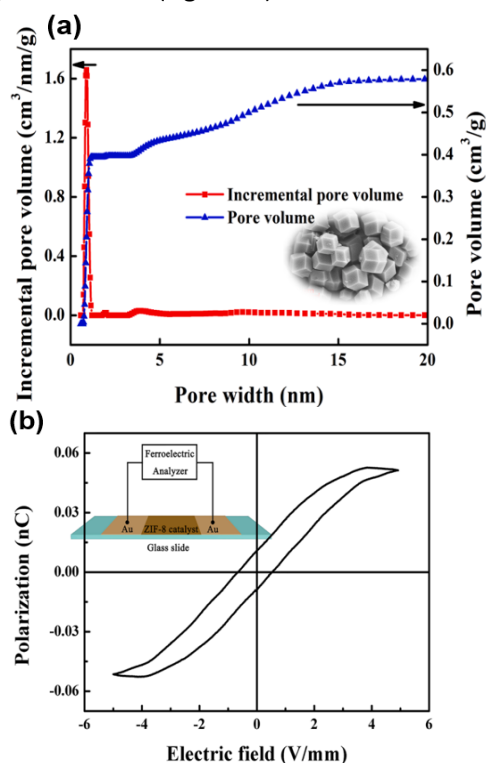 (a)
Incremental pore volume (cm³/nm/g)
1.6
1.2
0.8
0.4
0.0
Incremental pore volume
Pore volume
0.6
0.5
0.4
0.3
0.2
0.1
0.0
Pore volume (cm³/g)
0 5 10 15 20
Pore width (nm)
(b)
Polarization (nC)
0.06
0.03
0.00
-0.03
-0.06
Ferroelectric
Analyzer
Au ZIF-8 catalyst Au
Glass slide
-6 -4 -2 0 2 4 6
Electric field (V/mm)